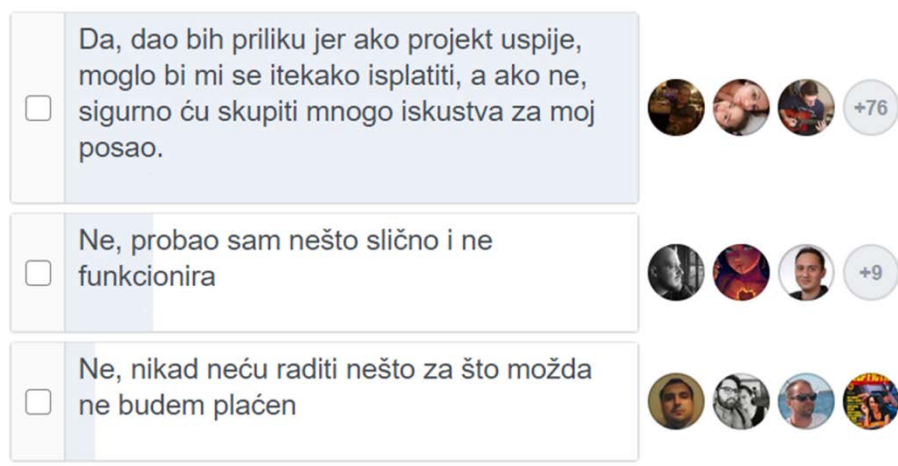 Da, dao bih priliku jer ako projekt uspije,
moglo bi mi se itekako isplatiti, a ako ne,
sigurno ću skupiti mnogo iskustva za moj
posao.
+76
Ne, probao sam nešto slično i ne
funkcionira
+9
Ne, nikad neću raditi nešto za što možda
ne budem plaćen